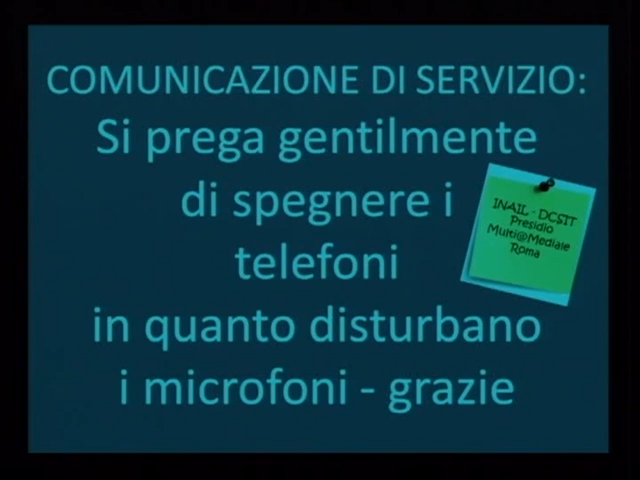 COMUNICAZIONE DI SERVIZIO:
Si prega gentilmente
di spegnere i
telefoni
in quanto disturbano
i microfoni - grazie
INAIL - DCSIT
Presidio
Multi@Mediale
Roma